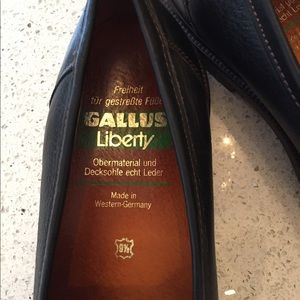 Freiheit
für gestreßte Füße
GALLUS
Liberty
Obermaterial und
Decksohle echt Leder
Made in
Western-Germany